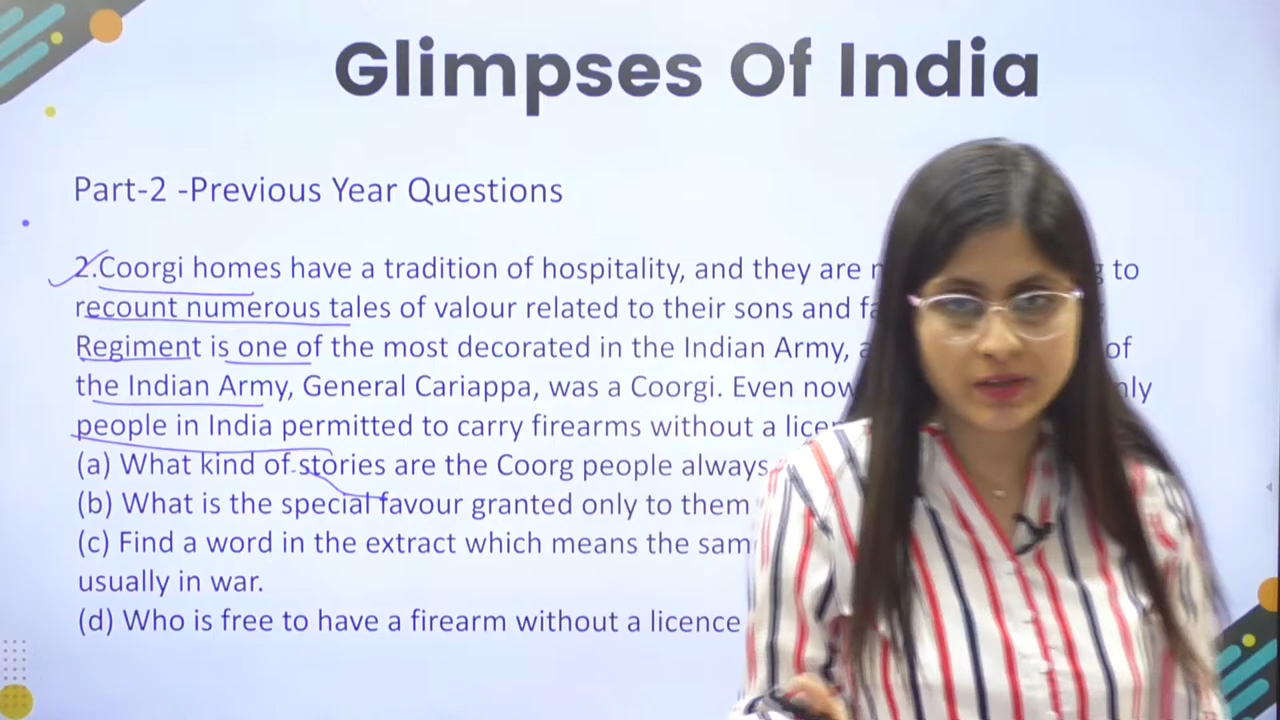 Glimpses Of India
Part-2 -Previous Year Questions
2.Coorgi homes have a tradition of hospitality, and they are to
recount numerous tales of valour related to their sons and
Regiment is one of the most decorated in the Indian Army, of
the Indian Army, General Cariappa, was a Coorgi. Even now
people in India permitted to carry firearms without a
(a) What kind of stories are the Coorg people always
(b) What is the special favour granted only to them
(c) Find a word in the extract which means the
usually in war.
(d) Who is free to have a firearm without a licence